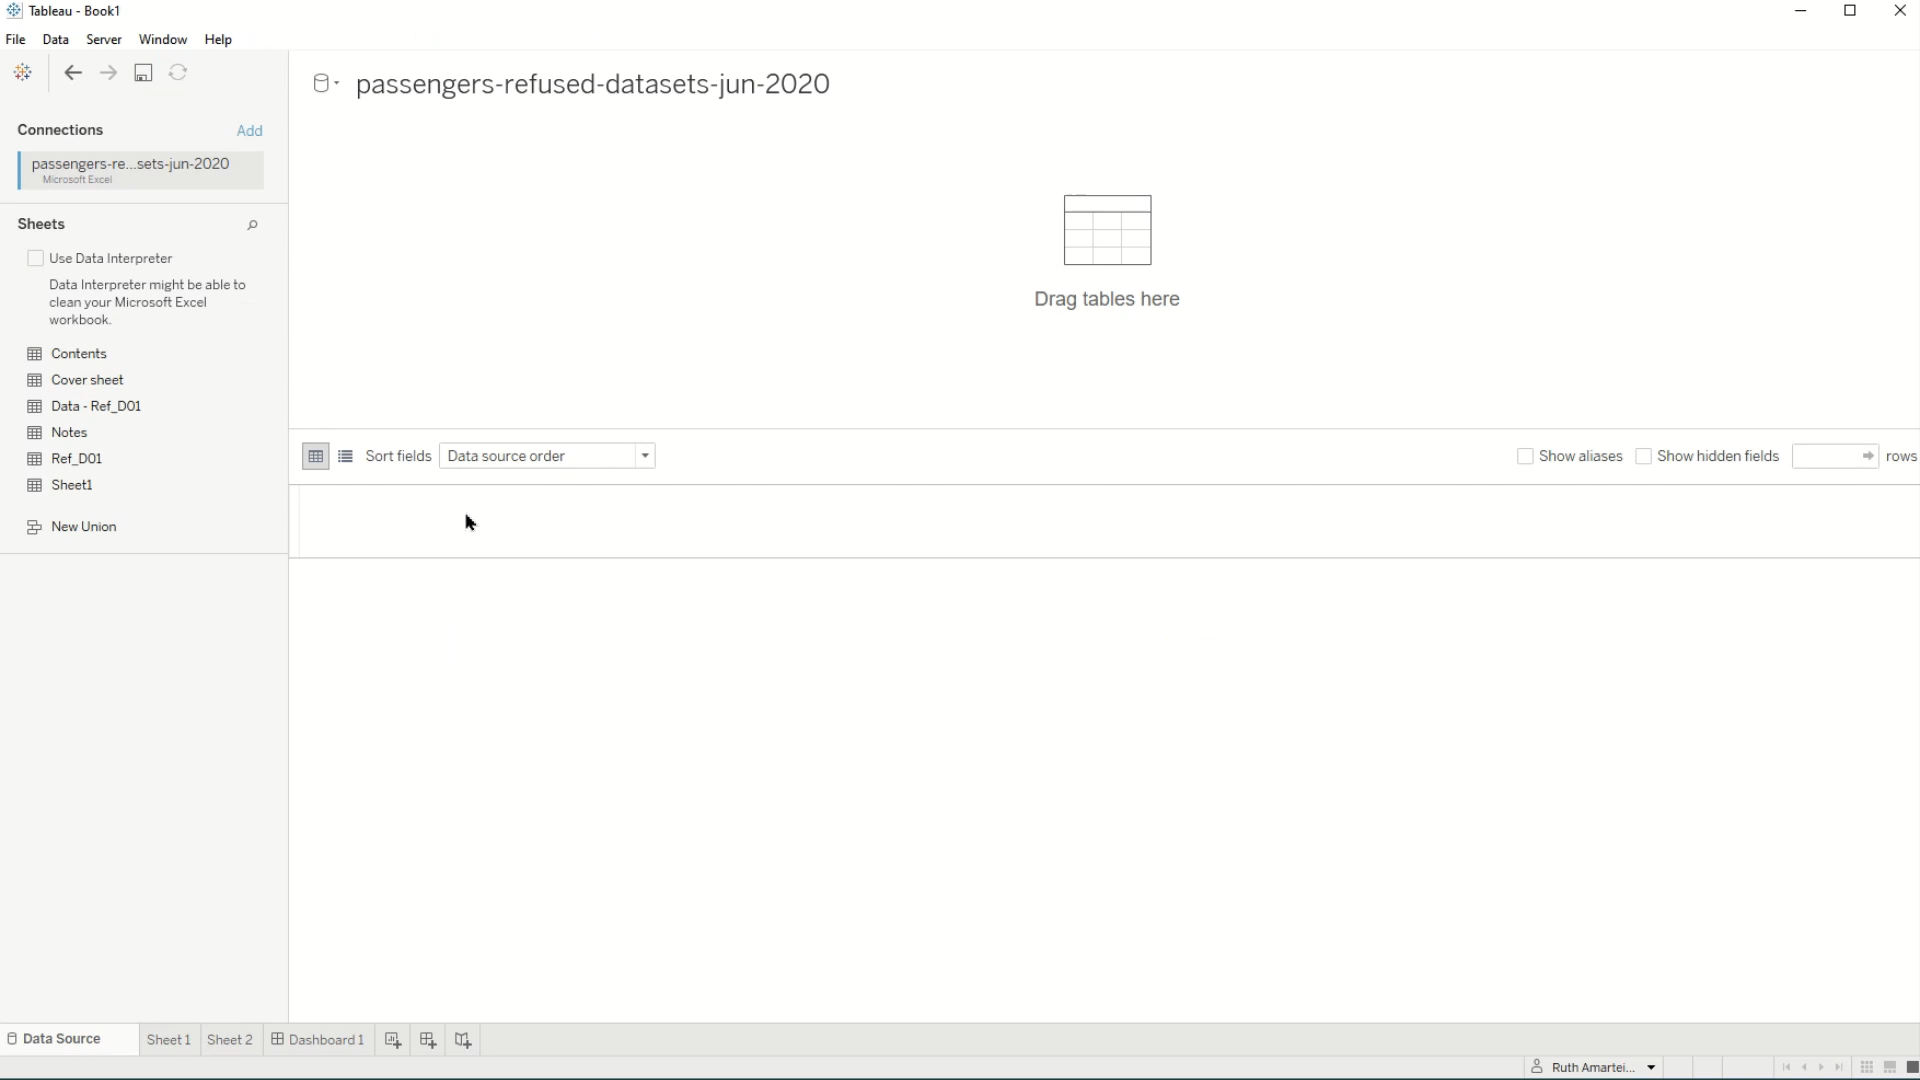 Tableau - Book1
File Data Server Window Help
passengers-refused-datasets-jun-2020
Connections Add
passengers-re...sets-jun-2020
Microsoft Excel
Sheets
Use Data Interpreter
Data Interpreter might be able to
clean your Microsoft Excel
workbook.
Contents
Cover sheet
Data - Ref_D01
Notes
Ref_D01
Sheet1
New Union
Drag tables here
Sort fields Data source order Show aliases Show hidden fields rows
Data Source Sheet 1 Sheet 2 Dashboard 1
Ruth Amartei...